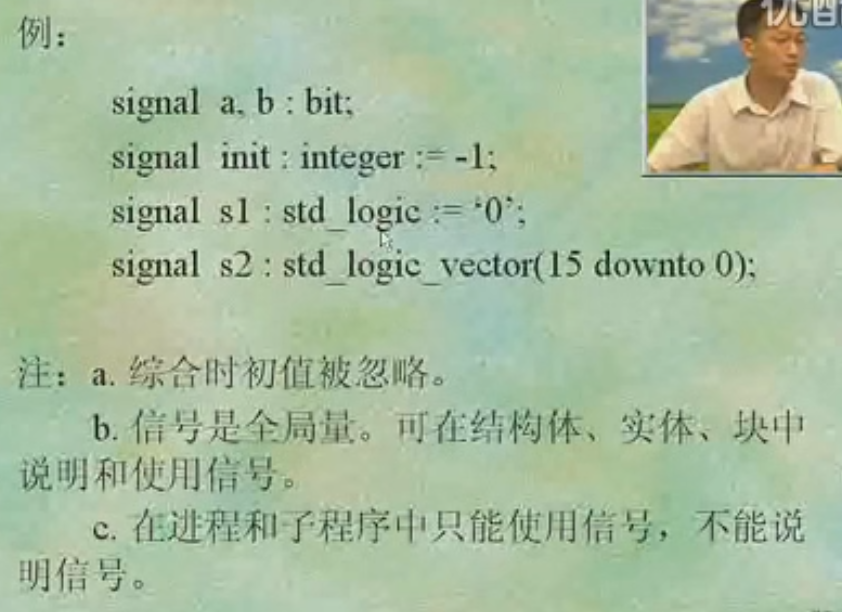 例：
signal a, b : bit;
signal init : integer := -1;
signal s1 : std_logic := ‘0’;
signal s2 : std_logic_vector(15 downto 0);
注：a. 综合时初值被忽略。
b. 信号是全局量。可在结构体、实体、块中
说明和使用信号。
c. 在进程和子程序中只能使用信号，不能说
明信号。